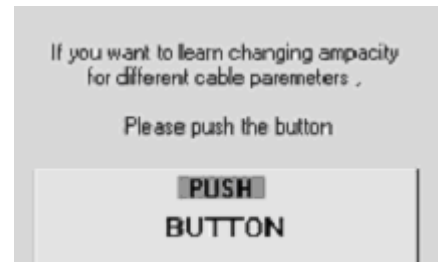 If you want to learn changing ampacity
for different cable paremeters ,
Please push the button
PUSH
BUTTON